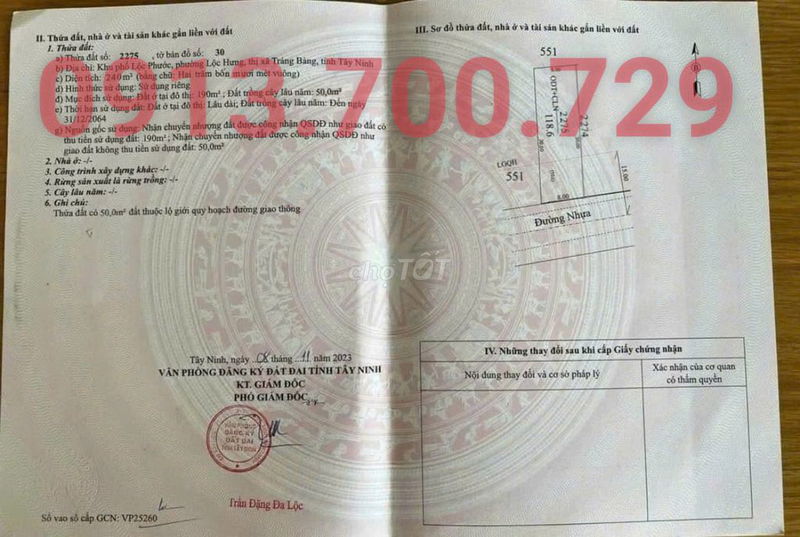 II. Thửa đất, nhà ở và tài sản khác gắn liền với đất
1. Thửa đất:
a) Thửa đất số: 2275, tờ bản đồ số: 30
b) Địa chỉ: Khu phố Lộc Phước, phường Lộc Hưng, thị xã Trảng Bàng, tỉnh Tây Ninh
c) Diện tích: 240 m² (bằng chữ: Hai trăm bốn mươi mét vuông)
d) Hình thức sử dụng: Sử dụng riêng
đ) Mục đích sử dụng: Đất ở tại đô thị: 190m²; Đất trồng cây lâu năm: 50,0m²
e) Thời hạn sử dụng đất: Đất ở tại đô thị: Lâu dài; Đất trồng cây lâu năm: Đến ngày
31/12/2064
g) Nguồn gốc sử dụng: Nhận chuyển nhượng đất được công nhận QSDĐ như giao đất có
thu tiền sử dụng đất: 190m²; Nhận chuyển nhượng đất được công nhận QSDĐ như
giao đất không thu tiền sử dụng đất: 50,0m²
2. Nhà ở: -/-
3. Công trình xây dựng khác: -/-
4. Rừng sản xuất là rừng trồng: -/-
5. Cây lâu năm: -/-
6. Ghi chú:
Thửa đất có 50,0m² đất thuộc lộ giới quy hoạch đường giao thông
Tây Ninh, ngày 08 tháng 11 năm 2023
VĂN PHÒNG ĐĂNG KÝ ĐẤT ĐAI TỈNH TÂY NINH
KT. GIÁM ĐỐC
PHÓ GIÁM ĐỐC
VĂN PHÒNG
ĐĂNG KÝ
ĐẤT ĐAI
TỈNH TÂY NINH
Trần Đặng Đa Lộc
Số vào sổ cấp GCN: VP25260
III. Sơ đồ thửa đất, nhà ở và tài sản khác gắn liền với đất
551
ODT+CLN
118.6
2275
2274
LGQH
551
15.00
8.00
Đường Nhựa
IV. Những thay đổi sau khi cấp Giấy chứng nhận
Nội dung thay đổi và cơ sở pháp lý
Xác nhận của cơ quan
có thẩm quyền
.700.729
chợTỐT